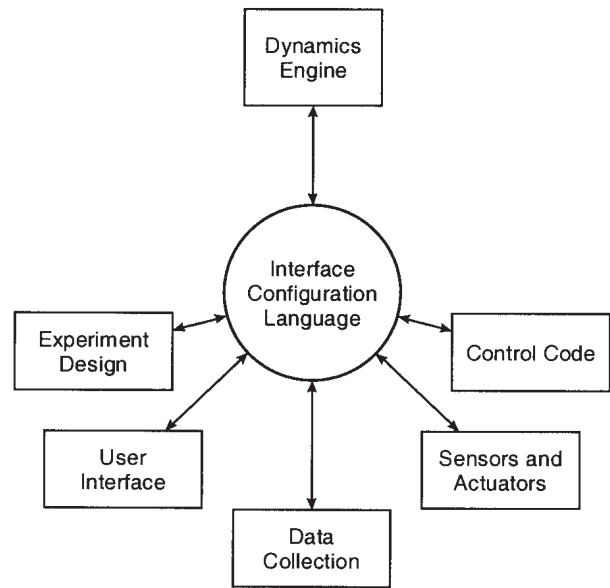 Dynamics
Engine
Interface
Configuration
Language
Experiment
Design
Control Code
User
Interface
Sensors and
Actuators
Data
Collection